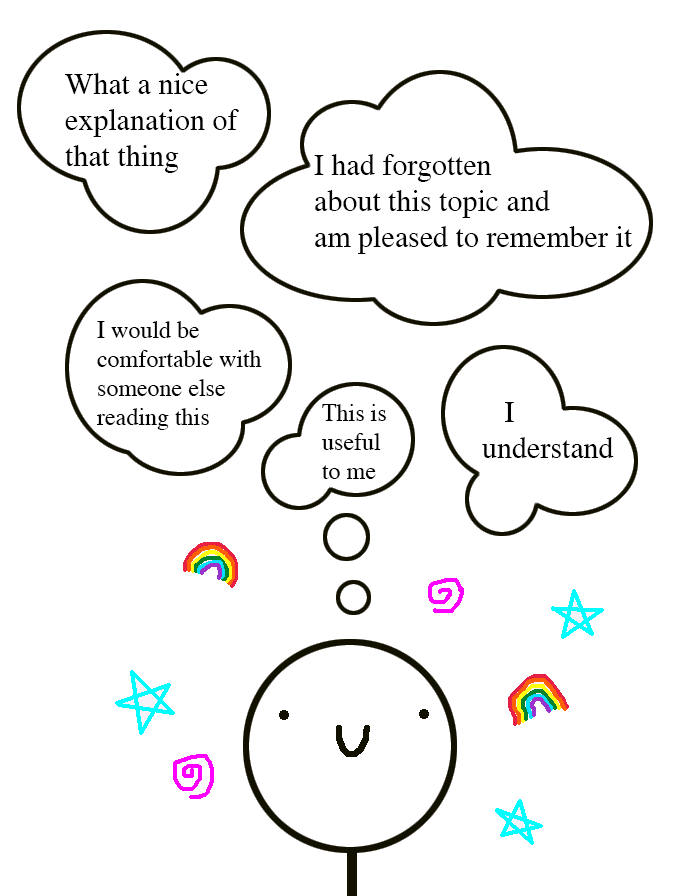 What a nice
explanation of
that thing
I had forgotten
about this topic and
am pleased to remember it
I would be
comfortable with
someone else
reading this
This is
useful
to me
I
understand